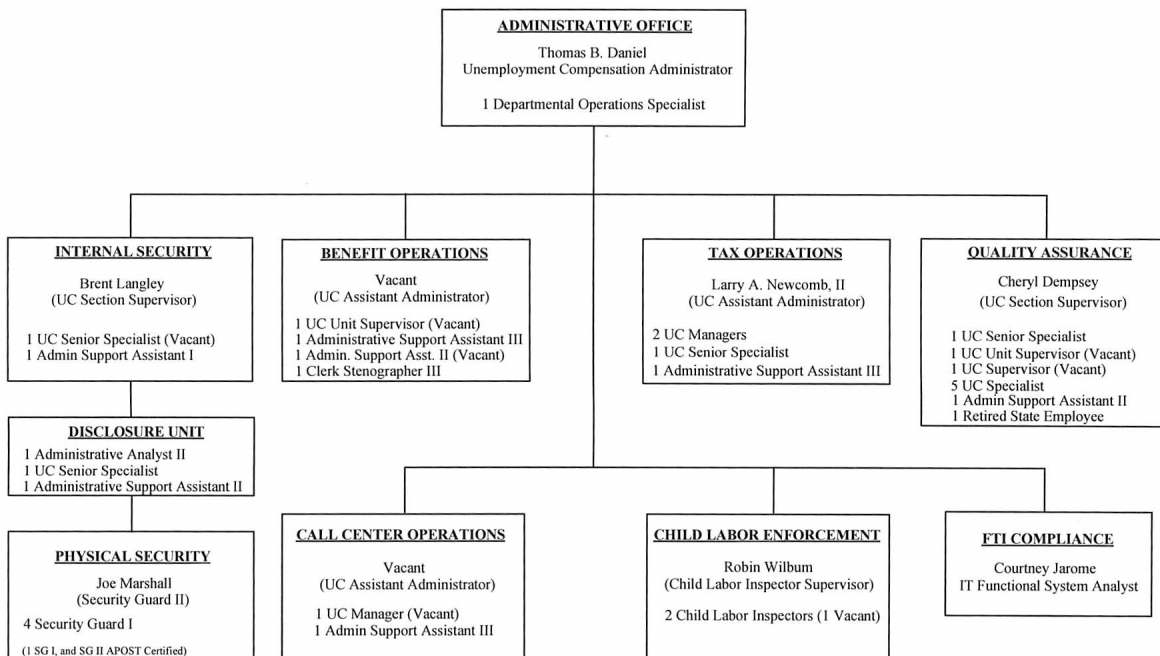 ADMINISTRATIVE OFFICE
Thomas B. Daniel
Unemployment Compensation Administrator
1 Departmental Operations Specialist
INTERNAL SECURITY
Brent Langley
(UC Section Supervisor)
1 UC Senior Specialist (Vacant)
1 Admin Support Assistant I
BENEFIT OPERATIONS
Vacant
(UC Assistant Administrator)
1 UC Unit Supervisor (Vacant)
1 Administrative Support Assistant III
1 Admin. Support Asst. II (Vacant)
1 Clerk Stenographer III
TAX OPERATIONS
Larry A. Newcomb, II
(UC Assistant Administrator)
2 UC Managers
1 UC Senior Specialist
1 Administrative Support Assistant III
QUALITY ASSURANCE
Cheryl Dempsey
(UC Section Supervisor)
1 UC Senior Specialist
1 UC Unit Supervisor (Vacant)
1 UC Supervisor (Vacant)
5 UC Specialist
1 Admin Support Assistant II
1 Retired State Employee
DISCLOSURE UNIT
1 Administrative Analyst II
1 UC Senior Specialist
1 Administrative Support Assistant II
PHYSICAL SECURITY
Joe Marshall
(Security Guard II)
4 Security Guard I
(1 SG I, and SG II APOST Certified)
CALL CENTER OPERATIONS
Vacant
(UC Assistant Administrator)
1 UC Manager (Vacant)
1 Admin Support Assistant III
CHILD LABOR ENFORCEMENT
Robin Wilbum
(Child Labor Inspector Supervisor)
2 Child Labor Inspectors (1 Vacant)
FTI COMPLIANCE
Courtney Jarome
IT Functional System Analyst